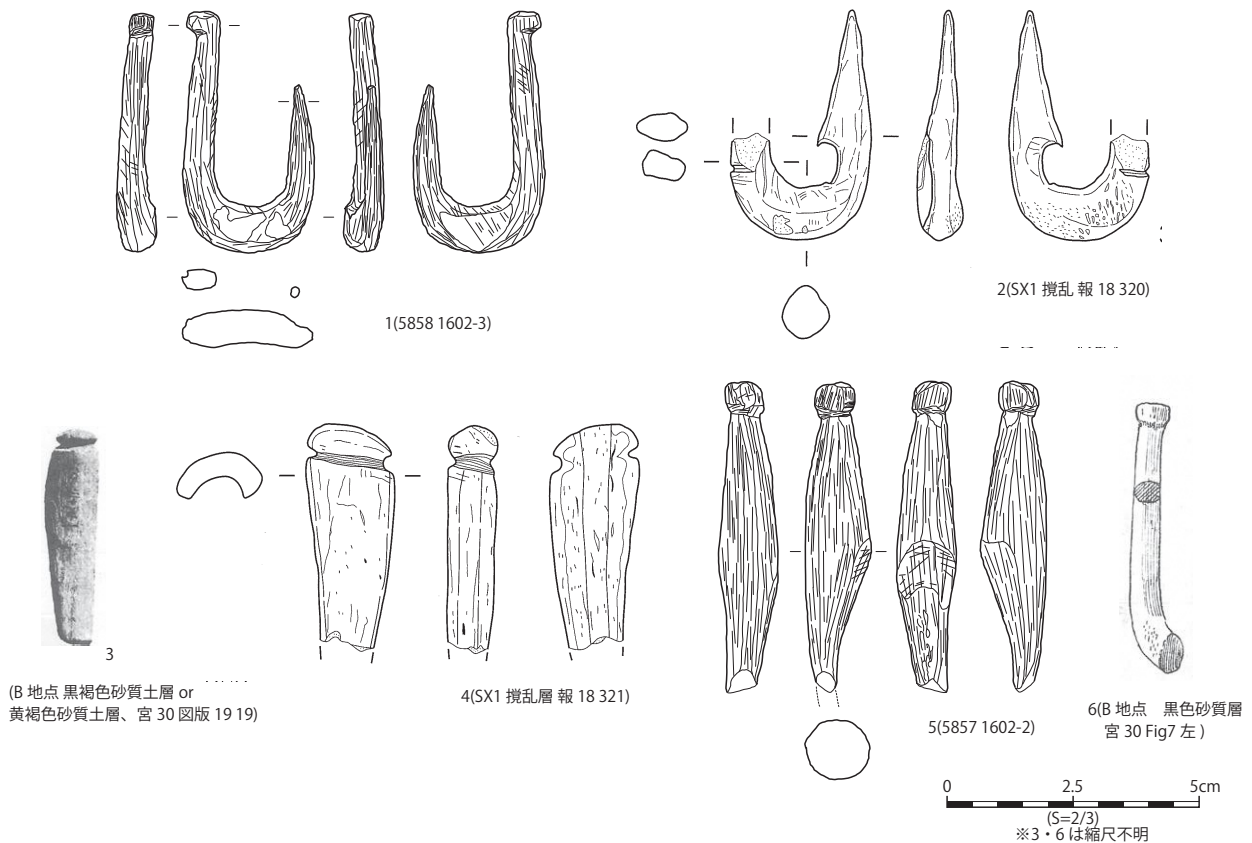 1(5858 1602-3)
2(SX1 撹乱 報 18 320)
3
(B 地点 黒褐色砂質土層 or
黄褐色砂質土層、宮 30 図版 19 19)
4(SX1 撹乱層 報 18 321)
5(5857 1602-2)
6(B 地点　黒色砂質層
宮 30 Fig7 左 )
0 2.5 5cm
(S=2/3)
※3・6 は縮尺不明